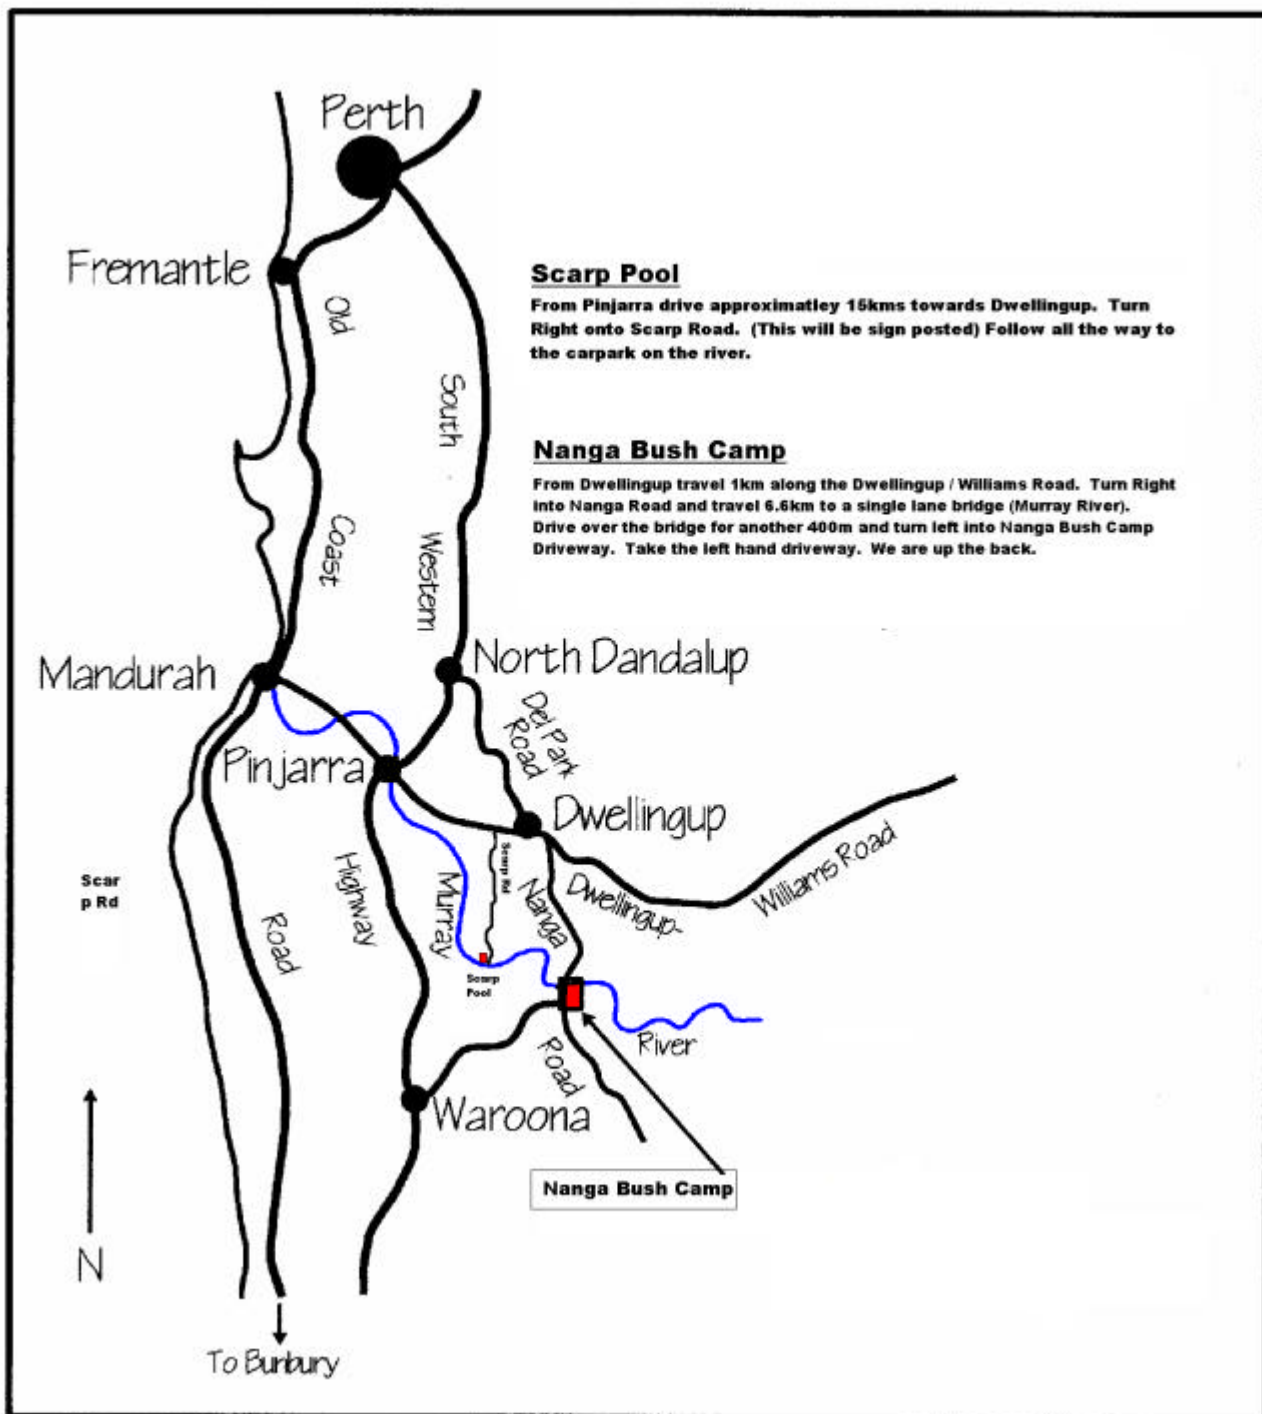 Perth
Fremantle
Old
Scarp Pool
From Pinjarra drive approximatley 15kms towards Dwellingup. Turn
Right onto Scarp Road. (This will be sign posted) Follow all the way to
the carpark on the river.
South
Nanga Bush Camp
From Dwellingup travel 1km along the Dwellingup / Williams Road. Turn Right
into Nanga Road and travel 6.6km to a single lane bridge (Murray River).
Drive over the bridge for another 400m and turn left into Nanga Bush Camp
Driveway. Take the left hand driveway. We are up the back.
Coast
Western
Mandurah
North Dandalup
Del Park
Road
Pinjarra
Dwellingup
Scar
p Rd
Road
Highway
Murray
Scarp Rd
Nanga
Dwellingup-
Williams Road
Scarp
Pool
River
Road
Waroona
Nanga Bush Camp
N
To Bunbury